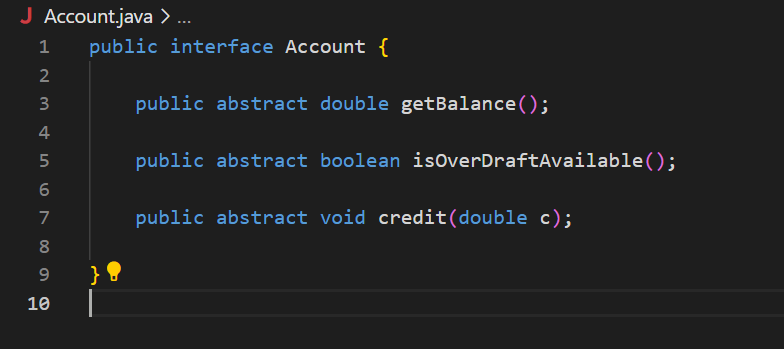 J Account.java > ...
1 public interface Account {
2
3 public abstract double getBalance();
4
5 public abstract boolean isOverDraftAvailable();
6
7 public abstract void credit(double c);
8
9 }
10